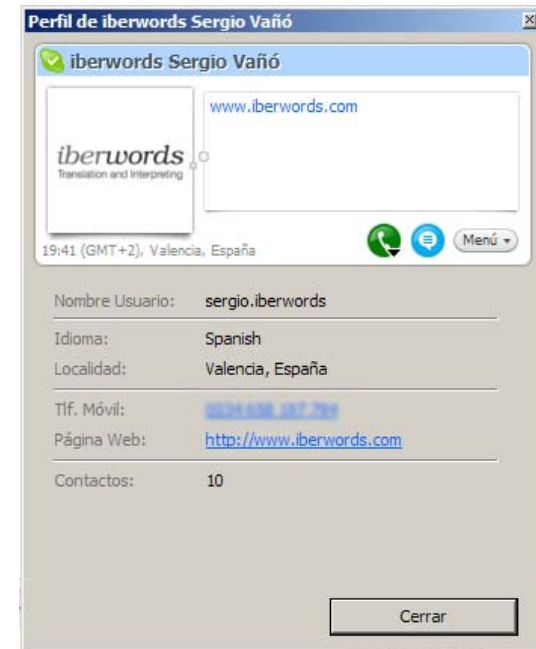 Perfil de iberwords Sergio Vañó
iberwords Sergio Vañó
www.iberwords.com
iberwords
Translation and Interpreting
19:41 (GMT+2), Valencia, España
Menú
Nombre Usuario: sergio.iberwords
Idioma: Spanish
Localidad: Valencia, España
Tlf. Móvil:
Página Web: http://www.iberwords.com
Contactos: 10
Cerrar